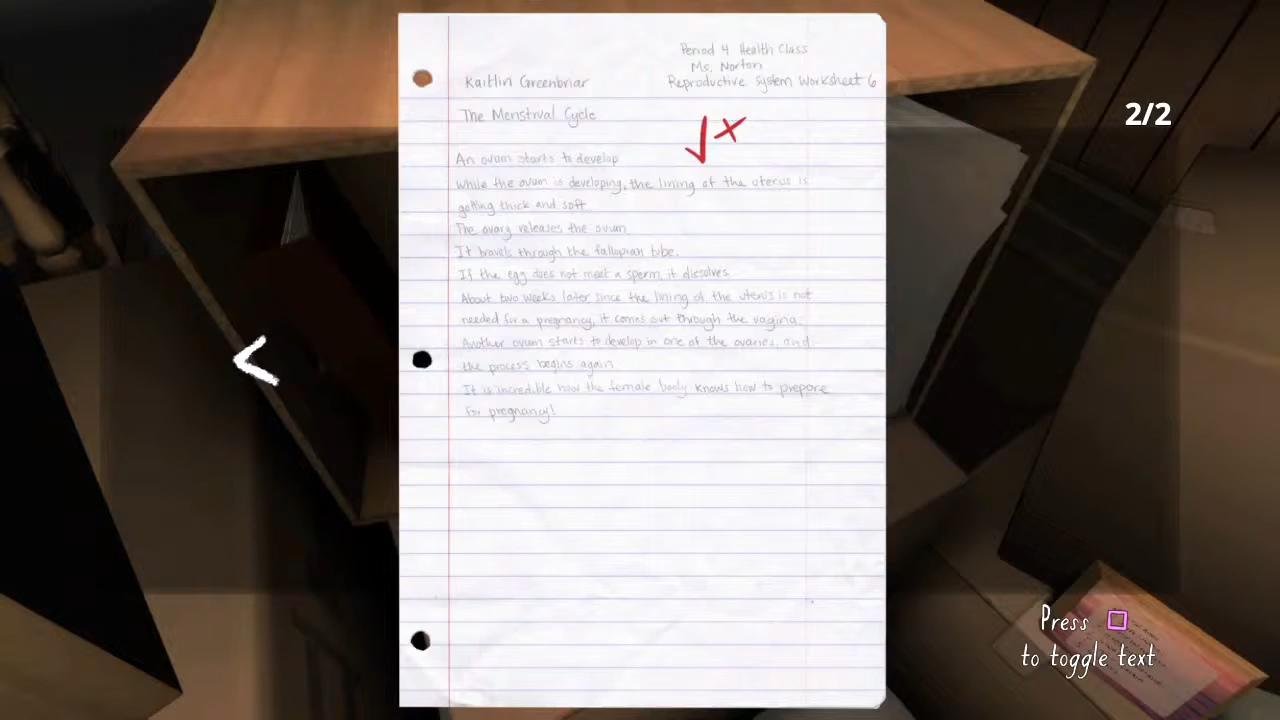 Period 4 Health Class
Ms. Norton
Kaitlin Greenbriar
Reproductive System Worksheet 6
2/2
The Menstrual Cycle
An ovum starts to develop
While the ovum is developing, the lining of the uterus is
getting thick and soft.
The ovary releases the ovum
It travels through the fallopian tube.
If the egg does not meet a sperm, it dissolves.
About two weeks later since the lining of the uterus is not
needed for a pregnancy, it comes out through the vagina.
Another ovum starts to develop in one of the ovaries, and
the process begins again
It is incredible how the female body knows how to prepare
for pregnancy!
Press
to toggle text